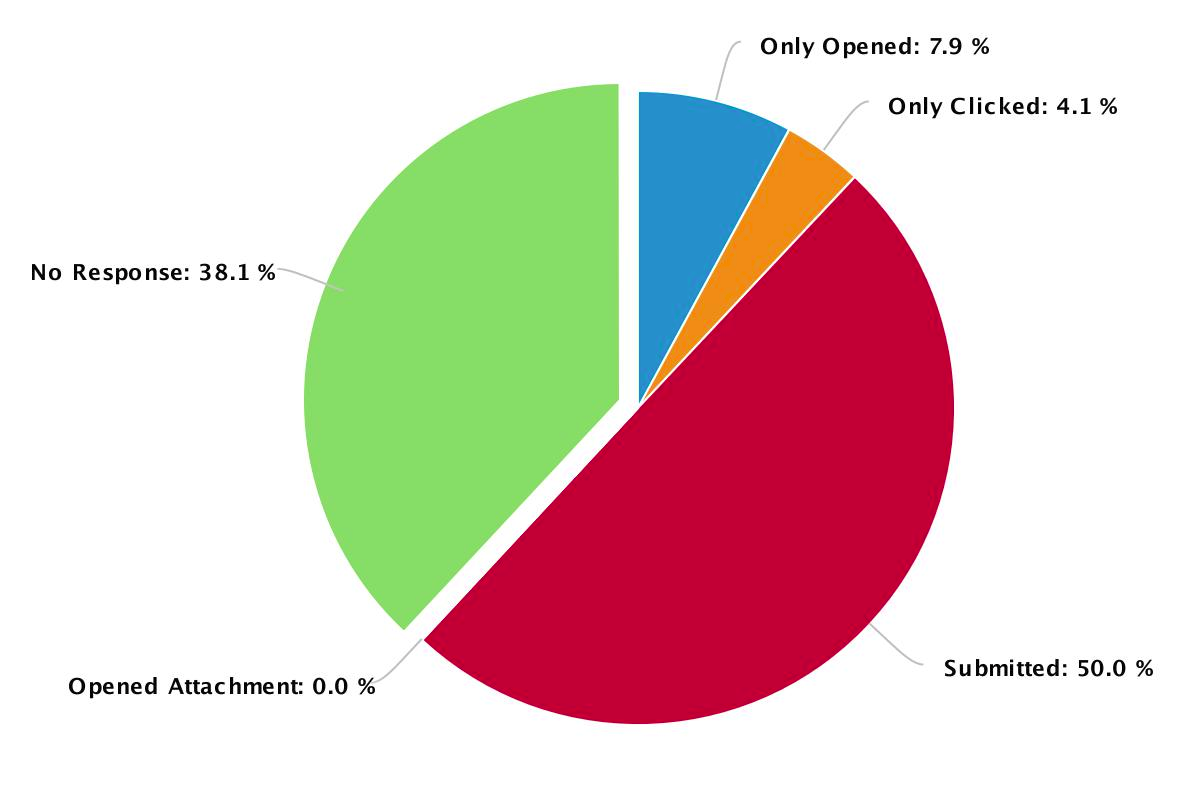 Only Opened: 7.9 %
Only Clicked: 4.1 %
No Response: 38.1 %
Submitted: 50.0 %
Opened Attachment: 0.0 %